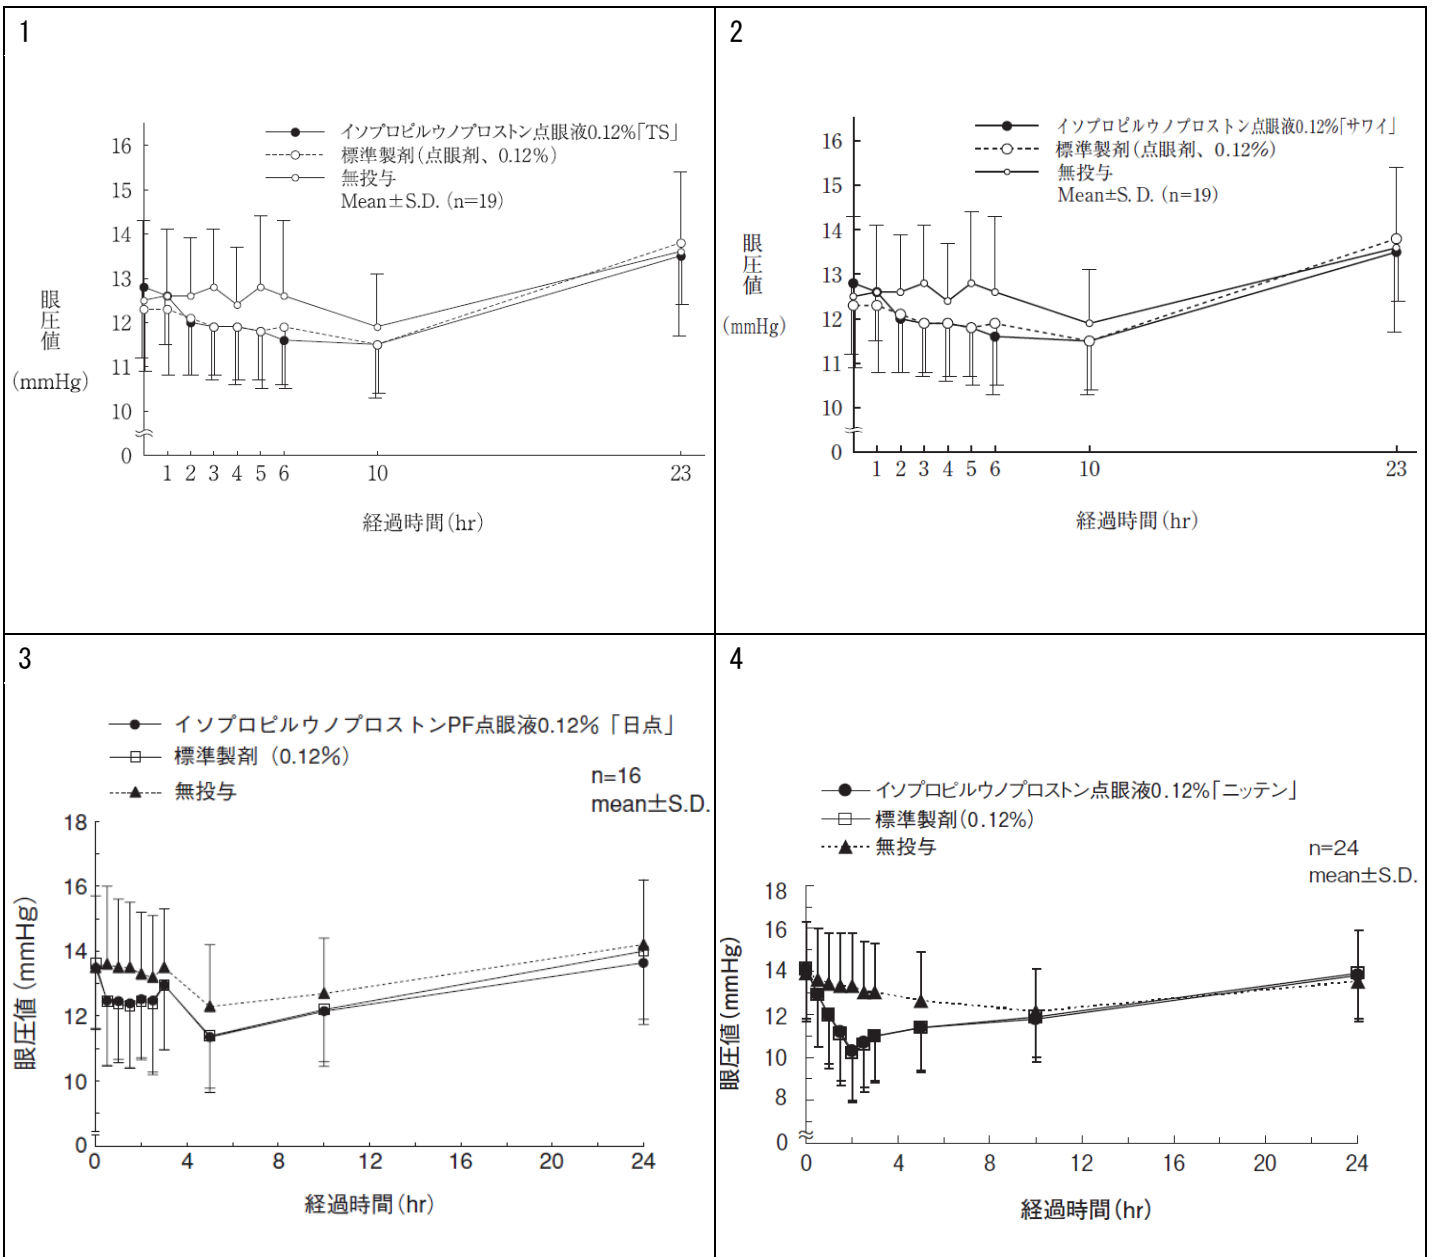 1
イソプロピルウノプロストン点眼液0.12%「TS」
標準製剤(点眼剤、0.12%)
無投与
Mean±S.D. (n=19)
16
15
14
13
12
11
10
0
眼圧値
(mmHg)
1 2 3 4 5 6 10 23
経過時間(hr)
2
イソプロピルウノプロストン点眼液0.12%「サワイ」
標準製剤(点眼剤、0.12%)
無投与
Mean±S.D. (n=19)
16
15
14
13
12
11
10
0
眼圧値
(mmHg)
1 2 3 4 5 6 10 23
経過時間(hr)
3
イソプロピルウノプロストンPF点眼液0.12%「日点」
標準製剤(0.12%)
無投与
n=16
mean±S.D.
18
16
14
12
10
0
眼圧値(mmHg)
0 4 8 12 16 20 24
経過時間(hr)
4
イソプロピルウノプロストン点眼液0.12%「ニッテン」
標準製剤(0.12%)
無投与
n=24
mean±S.D.
18
16
14
12
10
8
0
眼圧値(mmHg)
0 4 8 12 16 20 24
経過時間(hr)